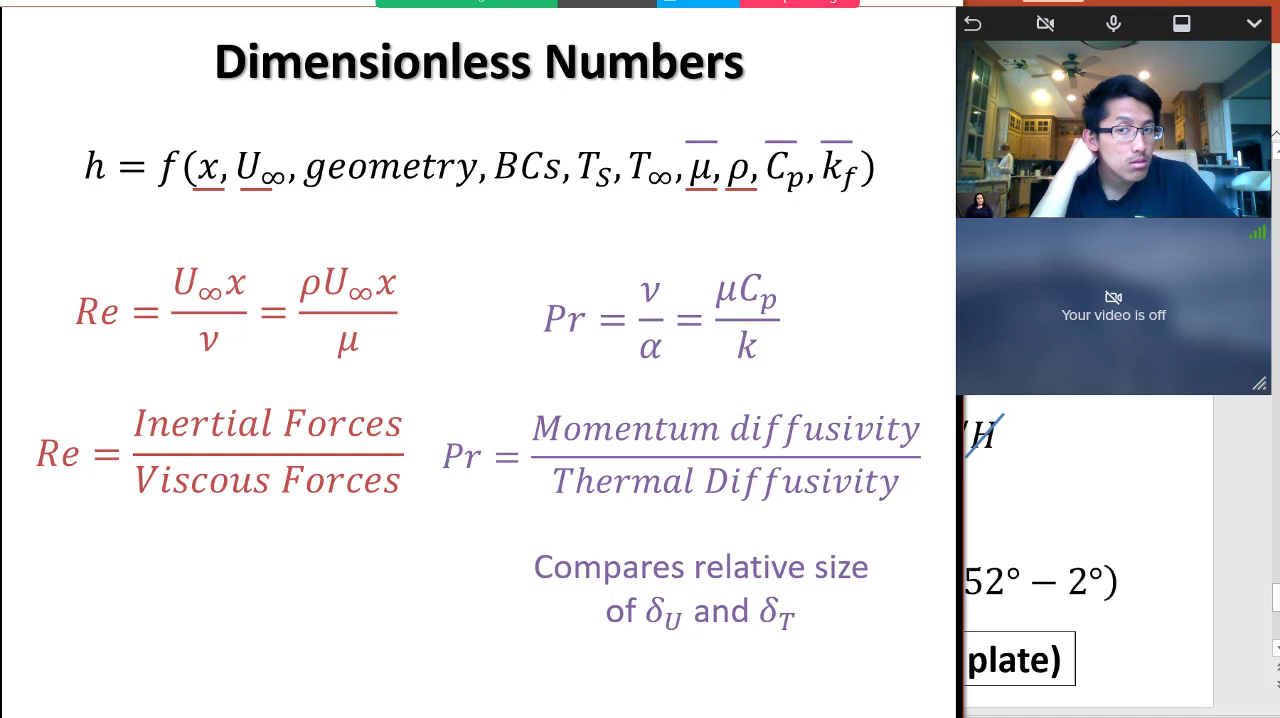 Dimensionless Numbers
h = f(x, U∞, geometry, BCs, T_S, T∞, μ, ρ, C_p, k_f)
Re = U∞x / ν = ρU∞x / μ
Pr = ν / α = μC_p / k
Re = Inertial Forces / Viscous Forces
Pr = Momentum diffusivity / Thermal Diffusivity
Compares relative size
of δ_U and δ_T
Your video is off
H
52° − 2°)
plate)